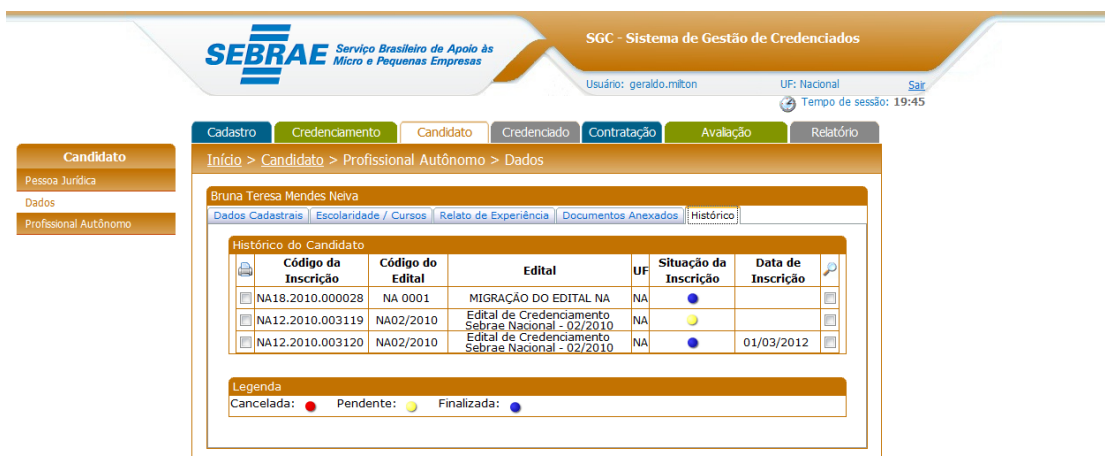 SEBRAE Serviço Brasileiro de Apoio às
Micro e Pequenas Empresas
SGC - Sistema de Gestão de Credenciados
Usuário: geraldo.milton UF: Nacional Sair
Tempo de sessão: 19:45
Cadastro Credenciamento Candidato Credenciado Contratação Avaliação Relatório
Candidato
Pessoa Jurídica
Dados
Profissional Autônomo
Início > Candidato > Profissional Autônomo > Dados
Bruna Teresa Mendes Neiva
Dados Cadastrais Escolaridade / Cursos Relato de Experiência Documentos Anexados Histórico
Histórico do Candidato
Código da Inscrição Código do Edital Edital UF Situação da Inscrição Data de Inscrição
NA18.2010.000028 NA 0001 MIGRAÇÃO DO EDITAL NA NA
NA12.2010.003119 NA02/2010 Edital de Credenciamento Sebrae Nacional - 02/2010 NA
NA12.2010.003120 NA02/2010 Edital de Credenciamento Sebrae Nacional - 02/2010 NA 01/03/2012
Legenda
Cancelada: Pendente: Finalizada: